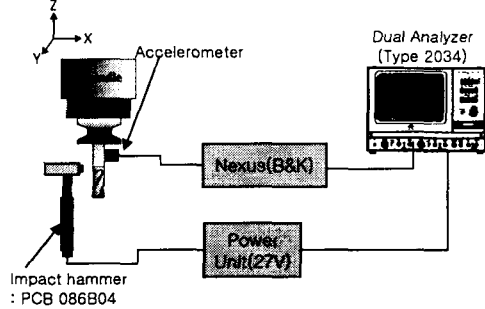 Z
X
Y
Accelerometer
Dual Analyzer
(Type 2034)
Nexus(B&K)
Power
Unit(27V)
Impact hammer
: PCB 086B04